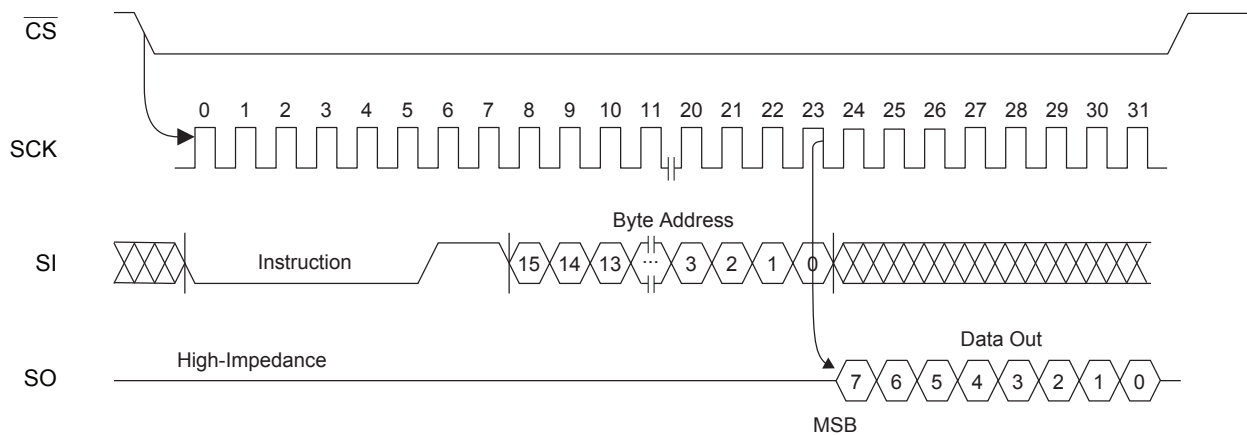 CS
0 1 2 3 4 5 6 7 8 9 10 11 20 21 22 23 24 25 26 27 28 29 30 31
SCK
Byte Address
SI
Instruction
15 14 13 ... 3 2 1 0
High-Impedance
Data Out
SO
7 6 5 4 3 2 1 0
MSB